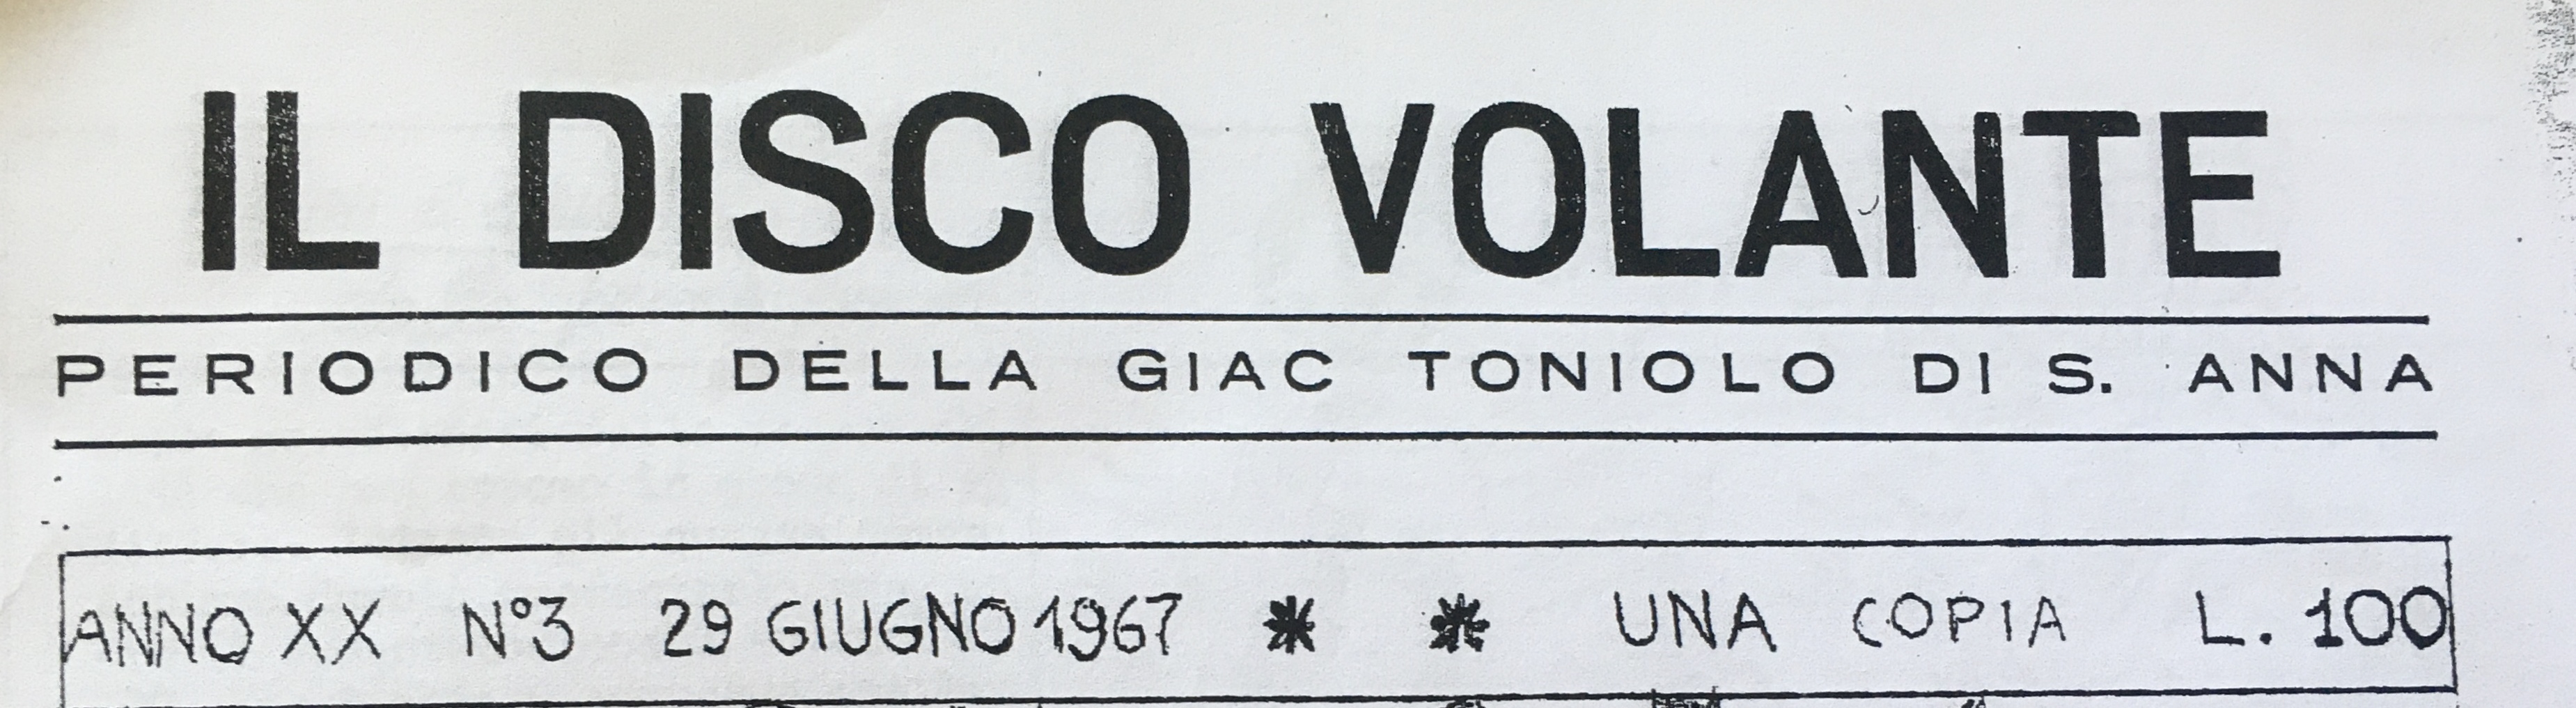 IL DISCO VOLANTE
PERIODICO DELLA GIAC TONIOLO DI S. ANNA
ANNO XX N°3 29 GIUGNO 1967 * * UNA COPIA L. 100